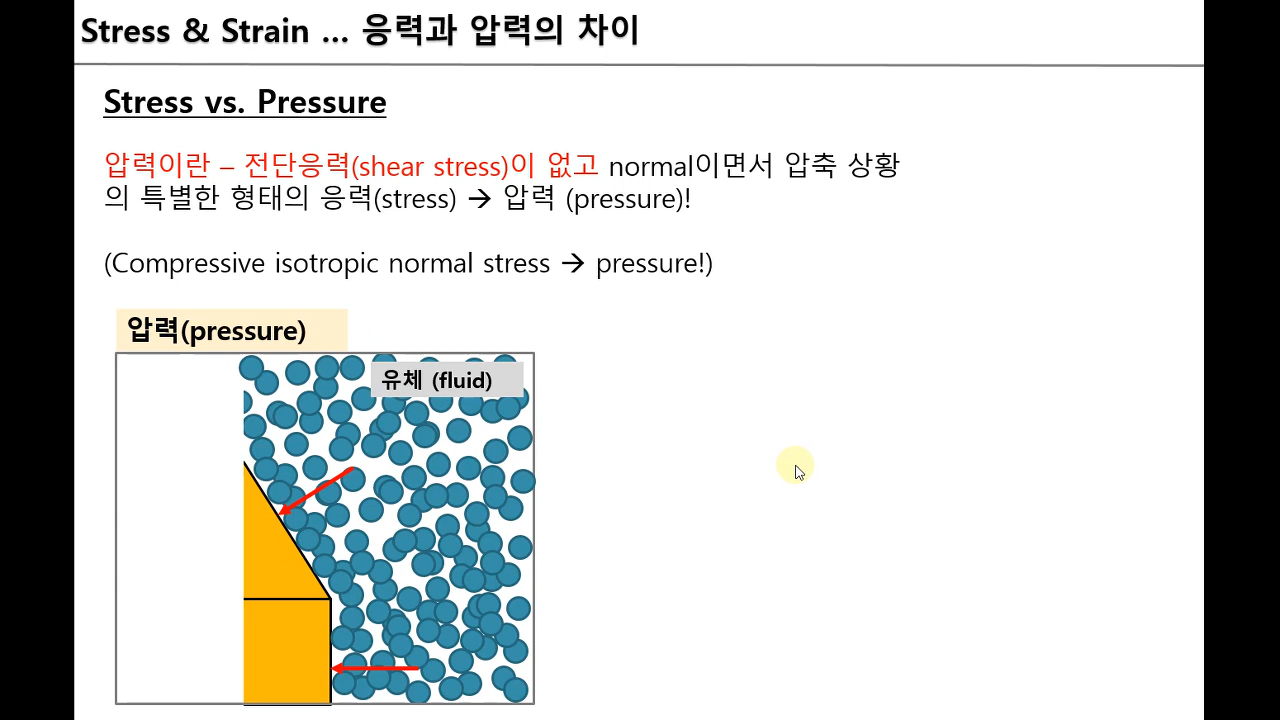 Stress & Strain ... 응력과 압력의 차이
Stress vs. Pressure
압력이란 – 전단응력(shear stress)이 없고 normal이면서 압축 상황
의 특별한 형태의 응력(stress) → 압력 (pressure)!
(Compressive isotropic normal stress → pressure!)
압력(pressure)
유체 (fluid)